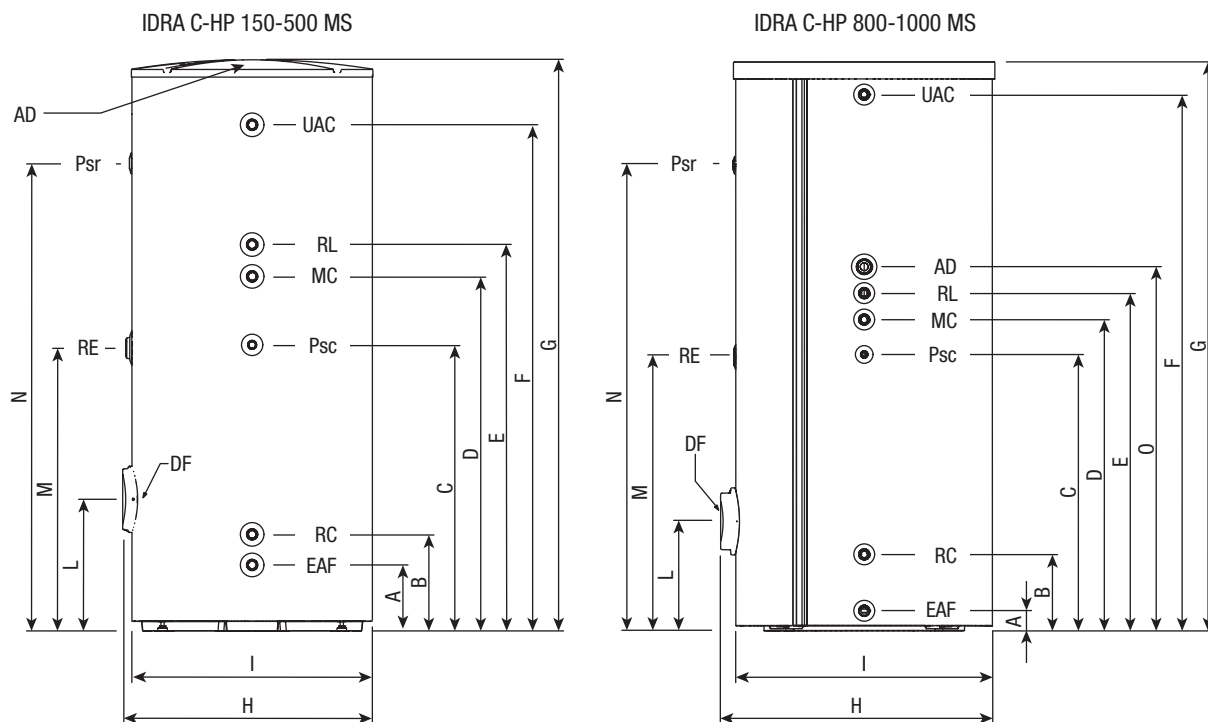 IDRA C-HP 150-500 MS
AD
UAC
Psr
RL
MC
RE
Psc
DF
RC
EAF
N
M
L
A
B
C
D
E
F
G
I
H
IDRA C-HP 800-1000 MS
UAC
Psr
AD
RL
MC
RE
Psc
DF
RC
EAF
N
M
L
A
B
C
D
E
O
F
G
I
H